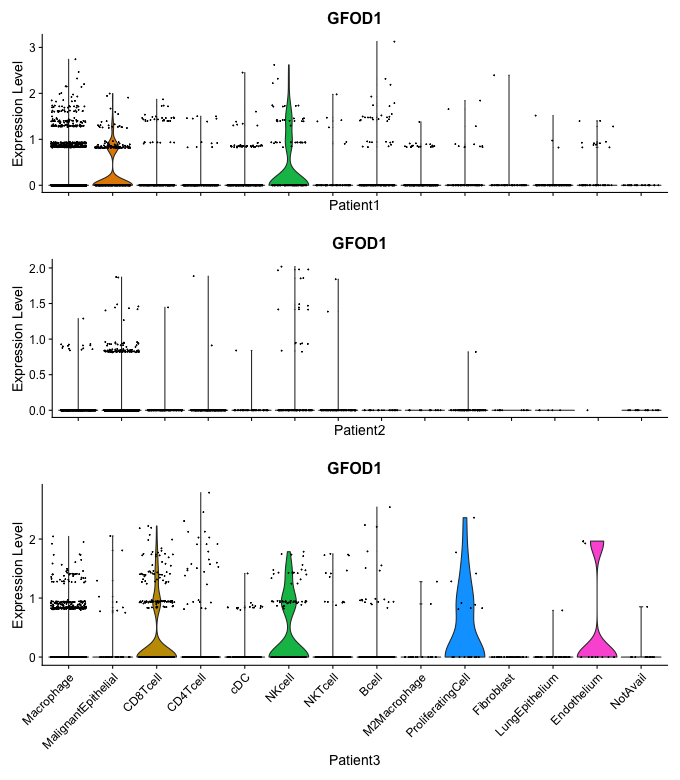 GFOD1
Expression Level
3
2
1
0
Patient1
GFOD1
Expression Level
2.0
1.5
1.0
0.5
0.0
Patient2
GFOD1
Expression Level
2
1
0
Macrophage
MalignantEpithelial
CD8Tcell
CD4Tcell
cDC
NKcell
NKTcell
Bcell
M2Macrophage
ProliferatingCell
Fibroblast
LungEpithelium
Endothelium
NotAvail
Patient3